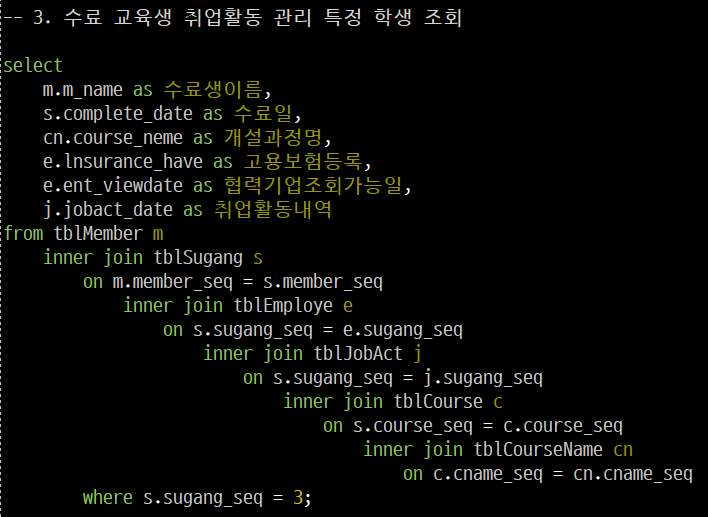 -- 3. 수료 교육생 취업활동 관리 특정 학생 조회
select
m.m_name as 수료생이름,
s.complete_date as 수료일,
cn.course_neme as 개설과정명,
e.lnsurance_have as 고용보험등록,
e.ent_viewdate as 협력기업조회가능일,
j.jobact_date as 취업활동내역
from tblMember m
inner join tblSugang s
on m.member_seq = s.member_seq
inner join tblEmploye e
on s.sugang_seq = e.sugang_seq
inner join tblJobAct j
on s.sugang_seq = j.sugang_seq
inner join tblCourse c
on s.course_seq = c.course_seq
inner join tblCourseName cn
on c.cname_seq = cn.cname_seq
where s.sugang_seq = 3;